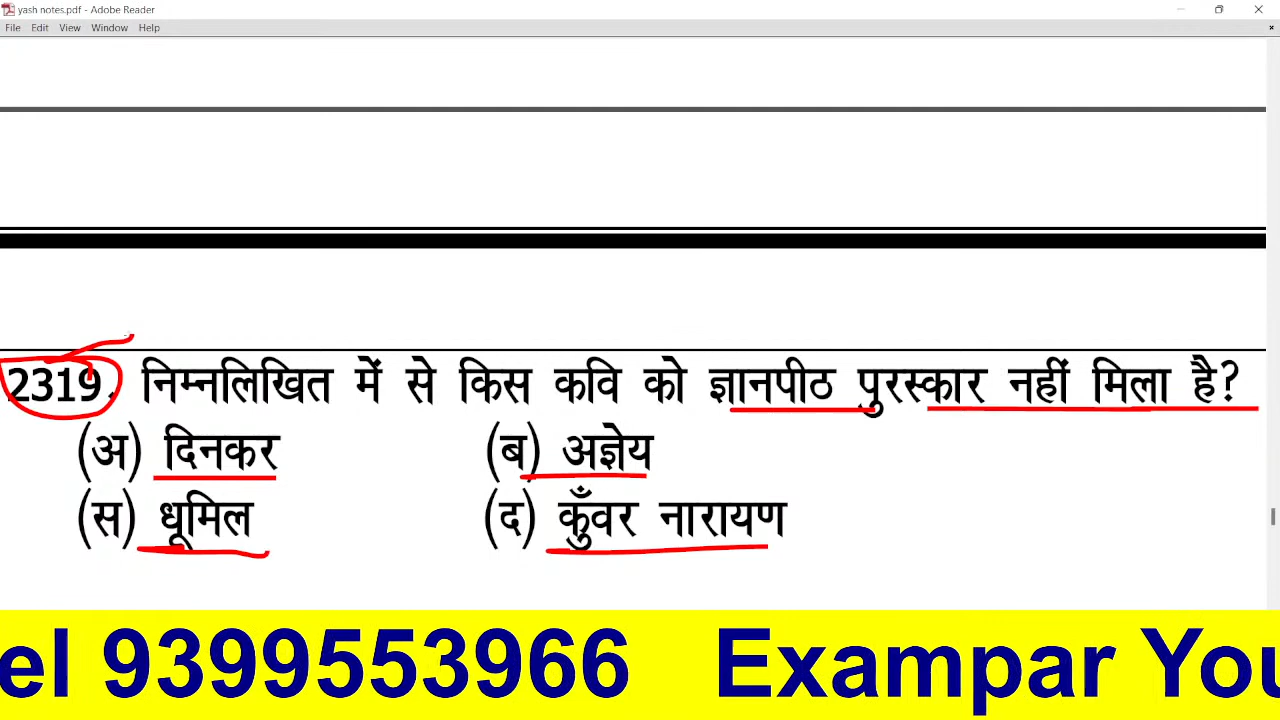 yash notes.pdf - Adobe Reader
File Edit View Window Help
2319. निम्नलिखित में से किस कवि को ज्ञानपीठ पुरस्कार नहीं मिला है?
(अ) दिनकर (ब) अज्ञेय
(स) धूमिल (द) कुँवर नारायण
el 9399553966 Exampar You